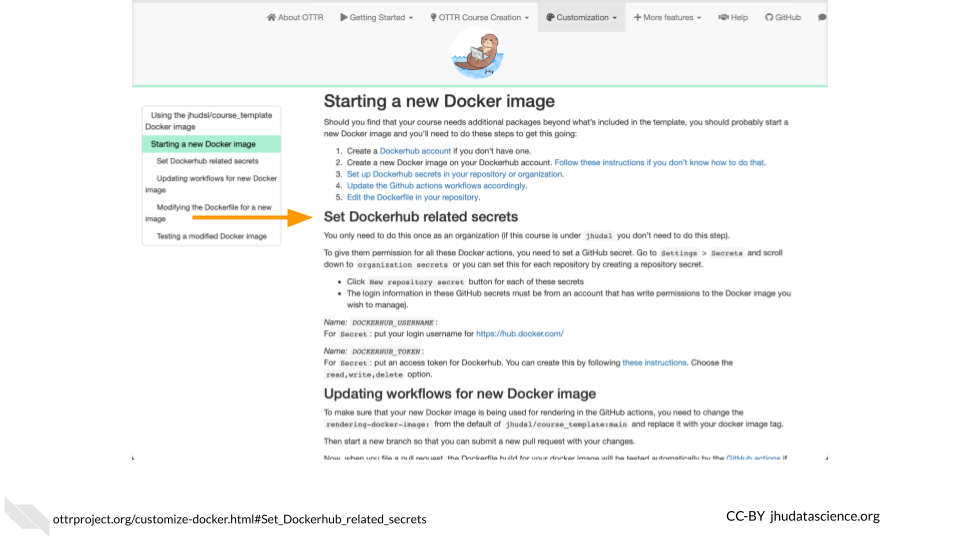 About OTTR Getting Started OTTR Course Creation Customization More features Help GitHub
Using the jhudsl/course_template
Docker image
Starting a new Docker image
Set Dockerhub related secrets
Updating workflows for new Docker
image
Modifying the Dockerfile for a new
image
Testing a modified Docker image
Starting a new Docker image
Should you find that your course needs additional packages beyond what's included in the template, you should probably start a
new Docker image and you'll need to do these steps to get this going:
1. Create a Dockerhub account if you don't have one.
2. Create a new Docker image on your Dockerhub account. Follow these instructions if you don't know how to do that.
3. Set up Dockerhub secrets in your repository or organization.
4. Update the Github actions workflows accordingly.
5. Edit the Dockerfile in your repository.
Set Dockerhub related secrets
You only need to do this once as an organization (if this course is under jhudsl you don't need to do this step).
To give them permission for all these Docker actions, you need to set a GitHub secret. Go to Settings > Secrets and scroll
down to organization secrets or you can set this for each repository by creating a repository secret.
• Click New repository secret button for each of these secrets
• The login information in these GitHub secrets must be from an account that has write permissions to the Docker image you
wish to manage).
Name: DOCKERHUB_USERNAME :
For Secret : put your login username for https://hub.docker.com/
Name: DOCKERHUB_TOKEN :
For Secret : put an access token for Dockerhub. You can create this by following these instructions. Choose the
read,write,delete option.
Updating workflows for new Docker image
To make sure that your new Docker image is being used for rendering in the GitHub actions, you need to change the
rendering-docker-image: from the default of jhudsl/course_template:main and replace it with your docker image tag.
Then start a new branch so that you can submit a new pull request with your changes.
Now, when you file a pull request, the Dockerfile build for your docker image will be tested automatically by the GitHub actions if
ottrproject.org/customize-docker.html#Set_Dockerhub_related_secrets
CC-BY jhudatascience.org